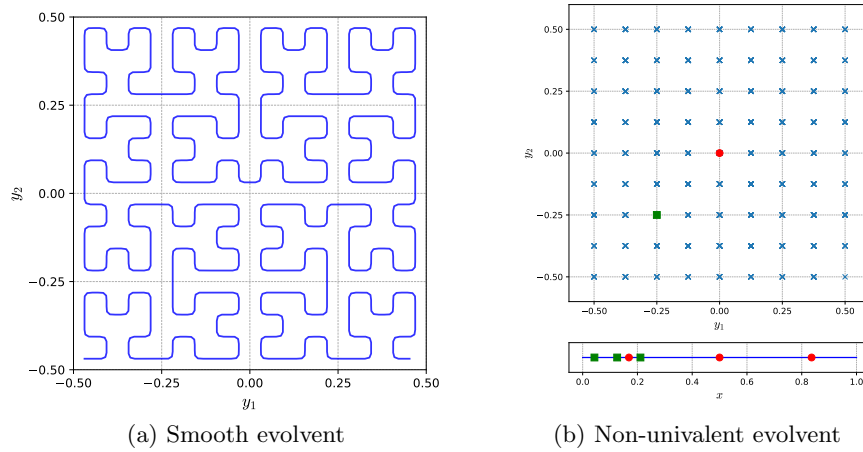 0.50
0.25
0.00
−0.25
−0.50
y₂
−0.50 −0.25 0.00 0.25 0.50
y₁
(a) Smooth evolvent
0.50
0.25
0.00
−0.25
−0.50
y₂
−0.50 −0.25 0.00 0.25 0.50
y₁
0.0 0.2 0.4 0.6 0.8 1.0
x
(b) Non-univalent evolvent